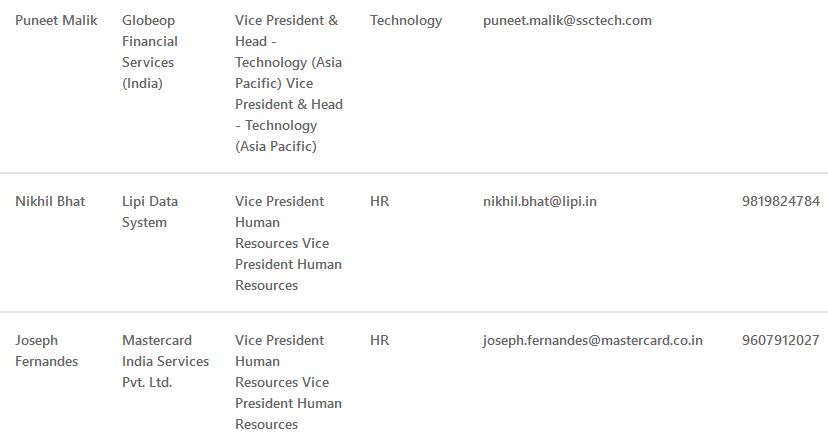 Puneet Malik Globeop Vice President & Technology puneet.malik@ssctech.com
Financial Head -
Services Technology (Asia
(India) Pacific) Vice
President & Head
- Technology
(Asia Pacific)
Nikhil Bhat Lipi Data Vice President HR nikhil.bhat@lipi.in 9819824784
System Human
Resources Vice
President Human
Resources
Joseph Mastercard Vice President HR joseph.fernandes@mastercard.co.in 9607912027
Fernandes India Services Human
Pvt. Ltd. Resources Vice
President Human
Resources